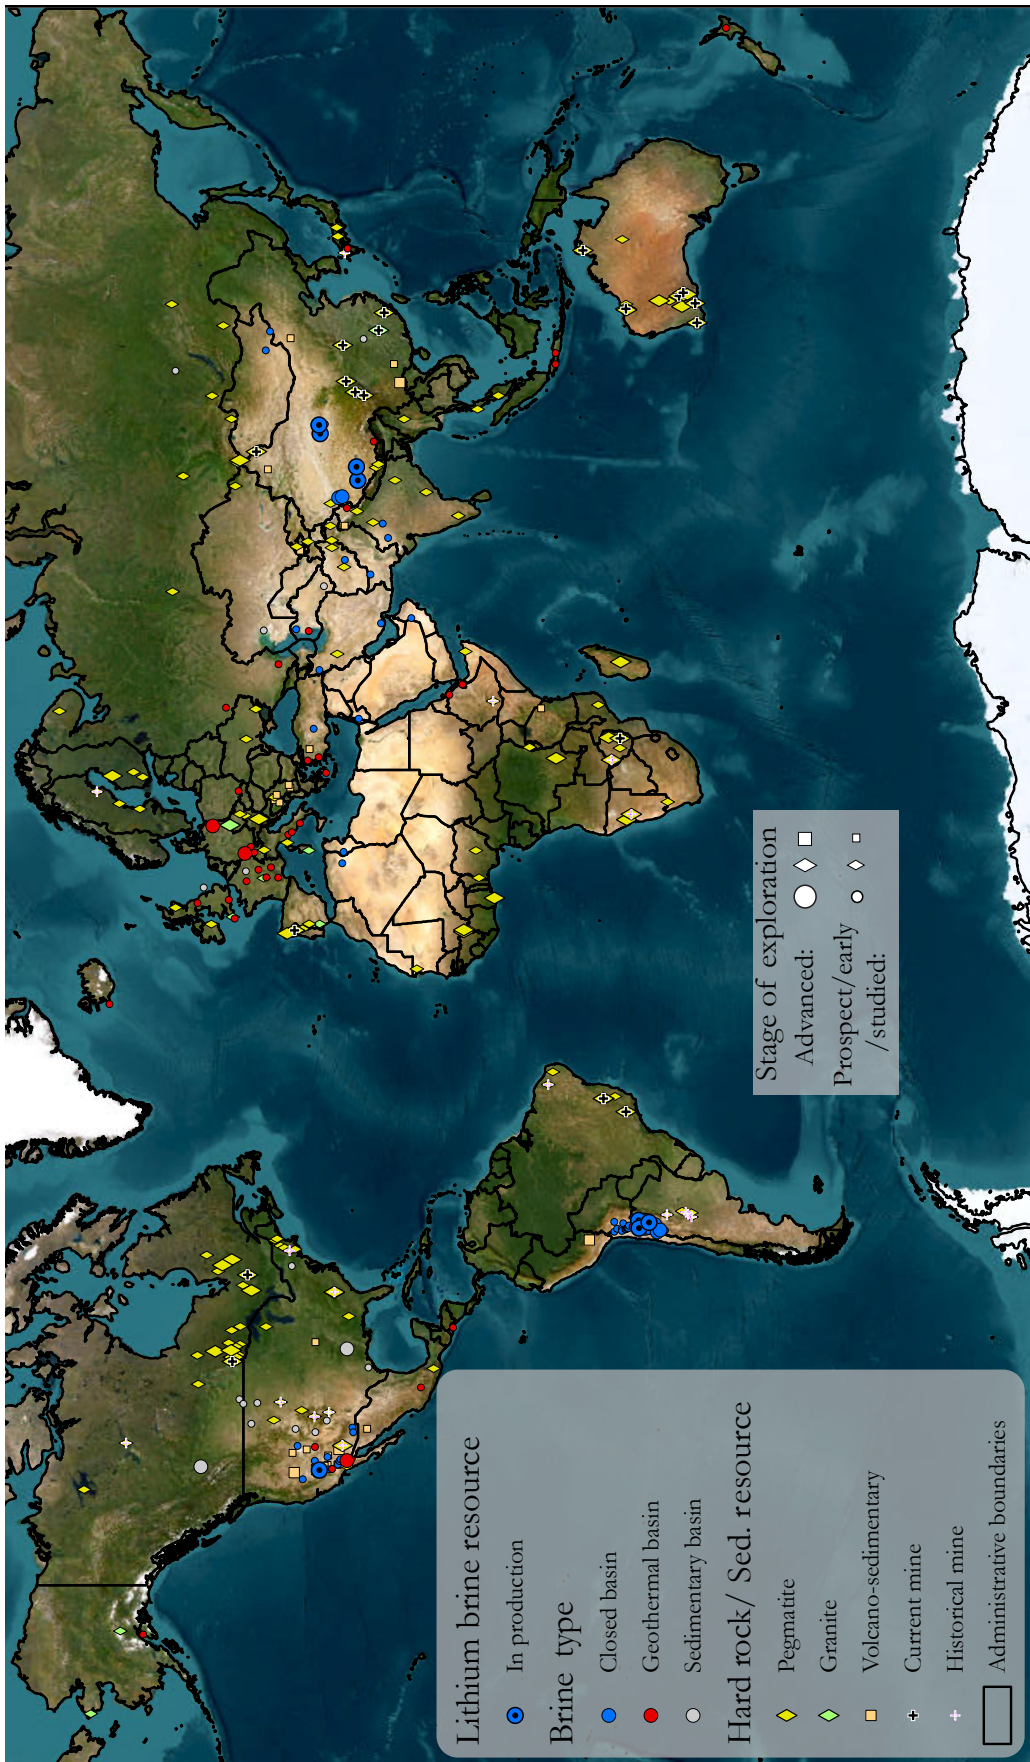 Lithium brine resource
In production
Brine type
Closed basin
Geothermal basin
Sedimentary basin
Hard rock/ Sed. resource
Pegmatite
Granite
Volcano-sedimentary
Current mine
Historical mine
Administrative boundaries
Stage of exploration
Advanced:
Prospect/early
/studied: